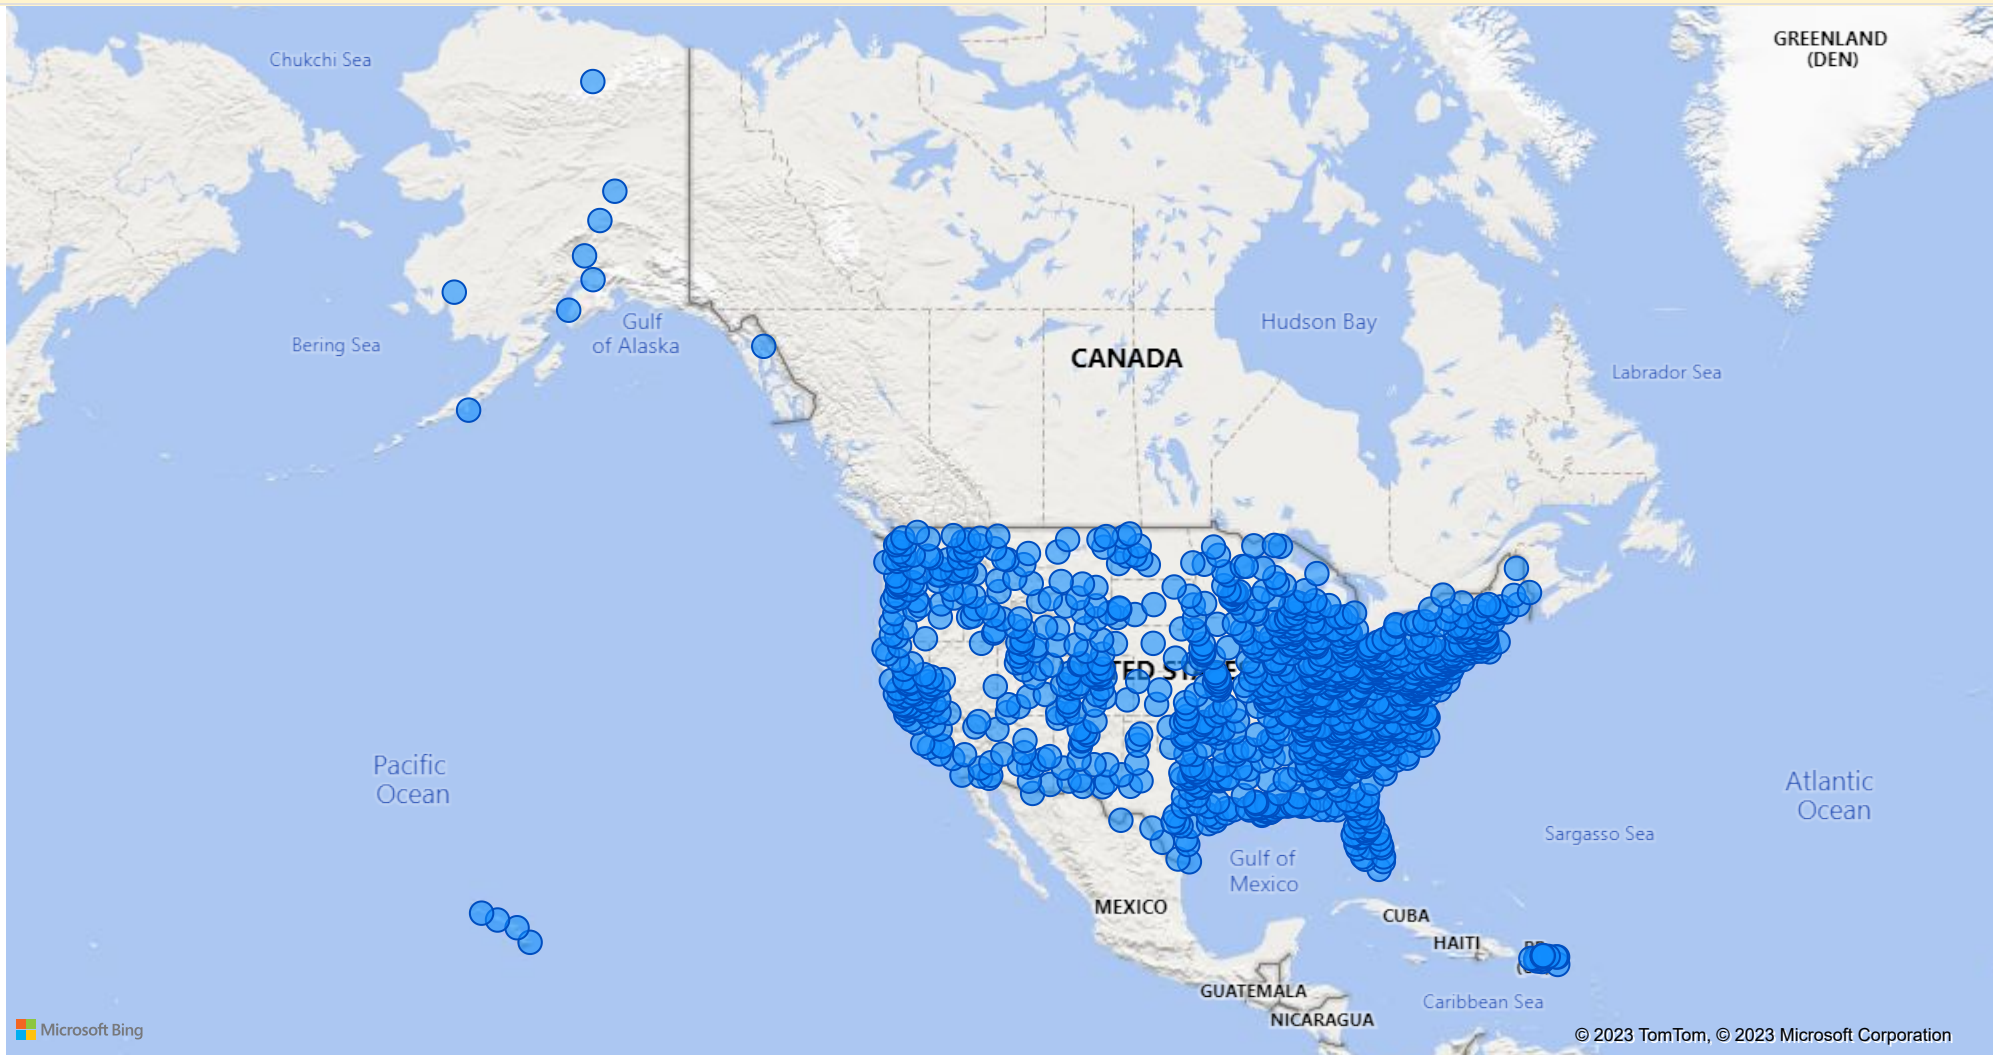 Chukchi Sea
GREENLAND
(DEN)
Gulf
of Alaska
Hudson Bay
Bering Sea
CANADA
Labrador Sea
Pacific
Ocean
Atlantic
Ocean
Sargasso Sea
Gulf of
Mexico
MEXICO
CUBA
HAITI
GUATEMALA
Caribbean Sea
NICARAGUA
Microsoft Bing
© 2023 TomTom, © 2023 Microsoft Corporation